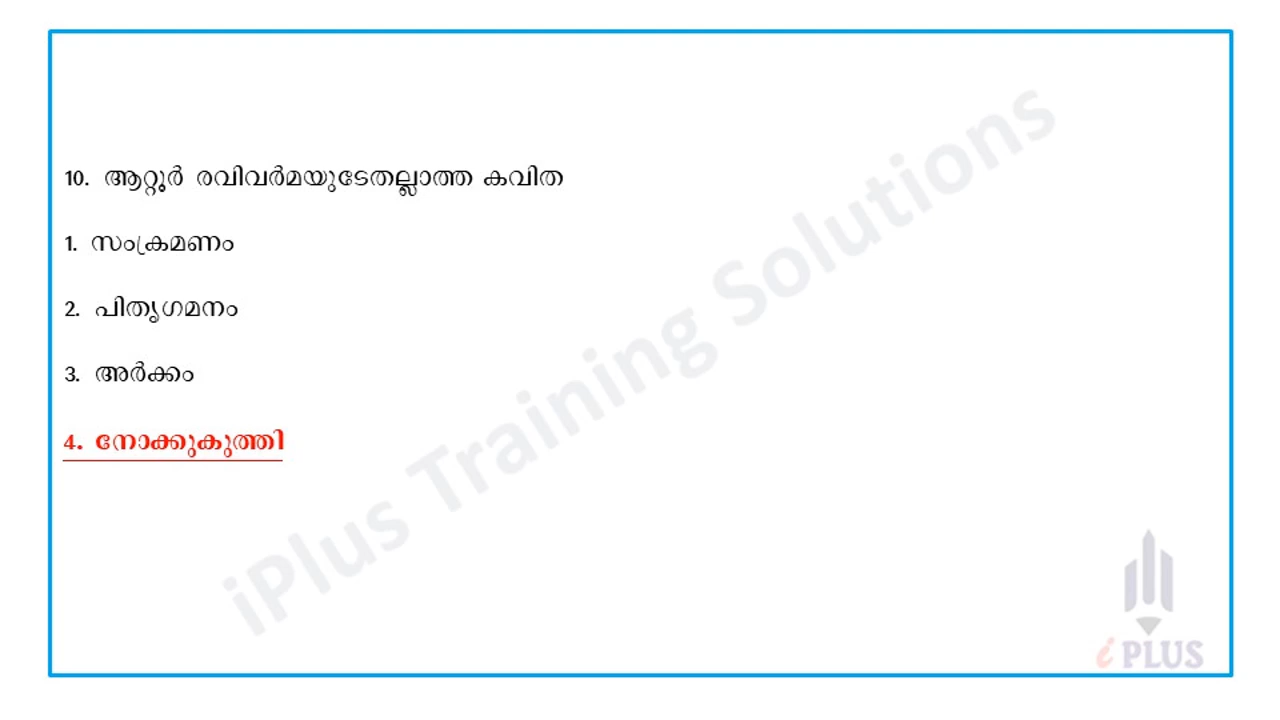 10. ആറ്റൂർ രവിവർമയുടേതല്ലാത്ത കവിത
1. സംക്രമണം
2. പിതൃഗമനം
3. അർക്കം
4. നോക്കുകുത്തി
iPlus Training Solutions
i PLUS